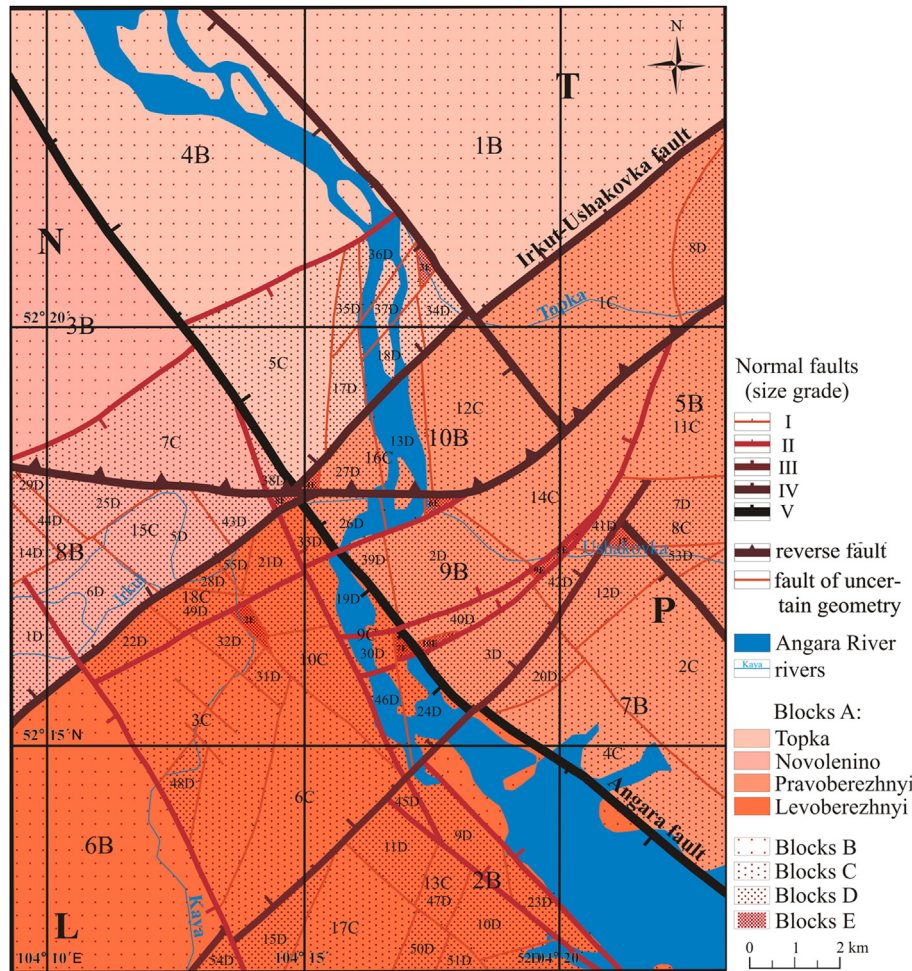 N
T
1B
4B
Irkut-Ushakovka fault
8D
N
36D
3E
35D
37D
34D
1C
Topka
52° 20´
3B
18D
5C
17D
12C
5B
11C
7C
13D
10B
16C
27D
29D
38D
14C
25D
44D
43D
7D
15C
5D
26D
41D
8C
14D
8B
33D
Ushakovka
53D
55D
21D
39D
2D
9B
6D
Irkut
28D
42D
18C
49D
19D
12D
40D
P
1D
22D
32D
9C
10C
30D
3D
2C
31D
20D
46D
24D
7B
3C
52° 15´ N
4C
48D
6C
Angara fault
45D
9D
6B
11D
13C
2B
47D
23D
Kaya
10D
L
17C
15D
50D
54D
51D
52D
104° 10´ E
104° 15´
104° 20´
Normal faults
(size grade)
I
II
III
IV
V
reverse fault
fault of uncer-
tain geometry
Angara River
Kaya
rivers
Blocks A:
Topka
Novolenino
Pravoberezhnyi
Levoberezhnyi
Blocks B
Blocks C
Blocks D
Blocks E
0 1 2 km